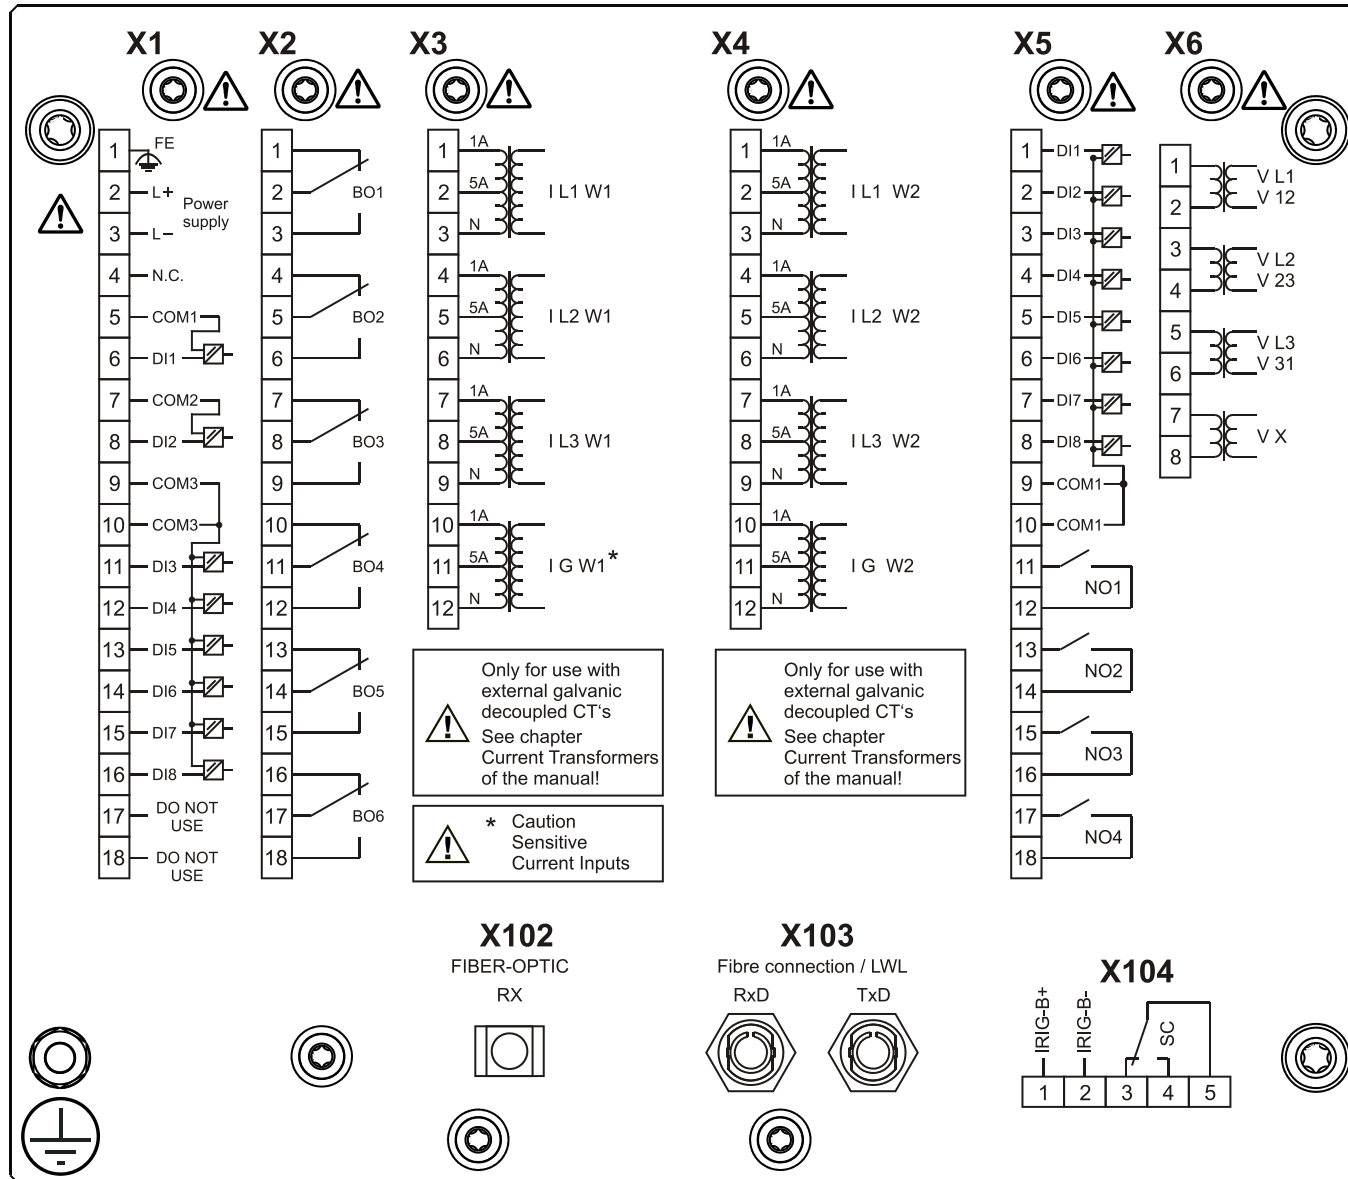 X1
X2
X3
X4
X5
X6
1 FE
2 L+
Power
supply
3 L–
4 N.C.
5 COM1
6 DI1
7 COM2
8 DI2
9 COM3
10 COM3
11 DI3
12 DI4
13 DI5
14 DI6
15 DI7
16 DI8
17 DO NOT
USE
18 DO NOT
USE
1
2 BO1
3
4
5 BO2
6
7
8 BO3
9
10
11 BO4
12
13
14 BO5
15
16
17 BO6
18
1 1A
2 5A I L1 W1
3 N
4 1A
5 5A I L2 W1
6 N
7 1A
8 5A I L3 W1
9 N
10 1A
11 5A I G W1*
12 N
Only for use with
external galvanic
decoupled CT‘s
See chapter
Current Transformers
of the manual!
* Caution
Sensitive
Current Inputs
1 1A
2 5A I L1 W2
3 N
4 1A
5 5A I L2 W2
6 N
7 1A
8 5A I L3 W2
9 N
10 1A
11 5A I G W2
12 N
Only for use with
external galvanic
decoupled CT‘s
See chapter
Current Transformers
of the manual!
1 DI1
2 DI2
3 DI3
4 DI4
5 DI5
6 DI6
7 DI7
8 DI8
9 COM1
10 COM1
11
NO1
12
13
NO2
14
15
NO3
16
17
NO4
18
1 V L1
2 V 12
3 V L2
4 V 23
5 V L3
6 V 31
7
V X
8
X102
FIBER-OPTIC
RX
X103
Fibre connection / LWL
RxD TxD
X104
IRIG-B+
IRIG-B-
SC
1 2 3 4 5